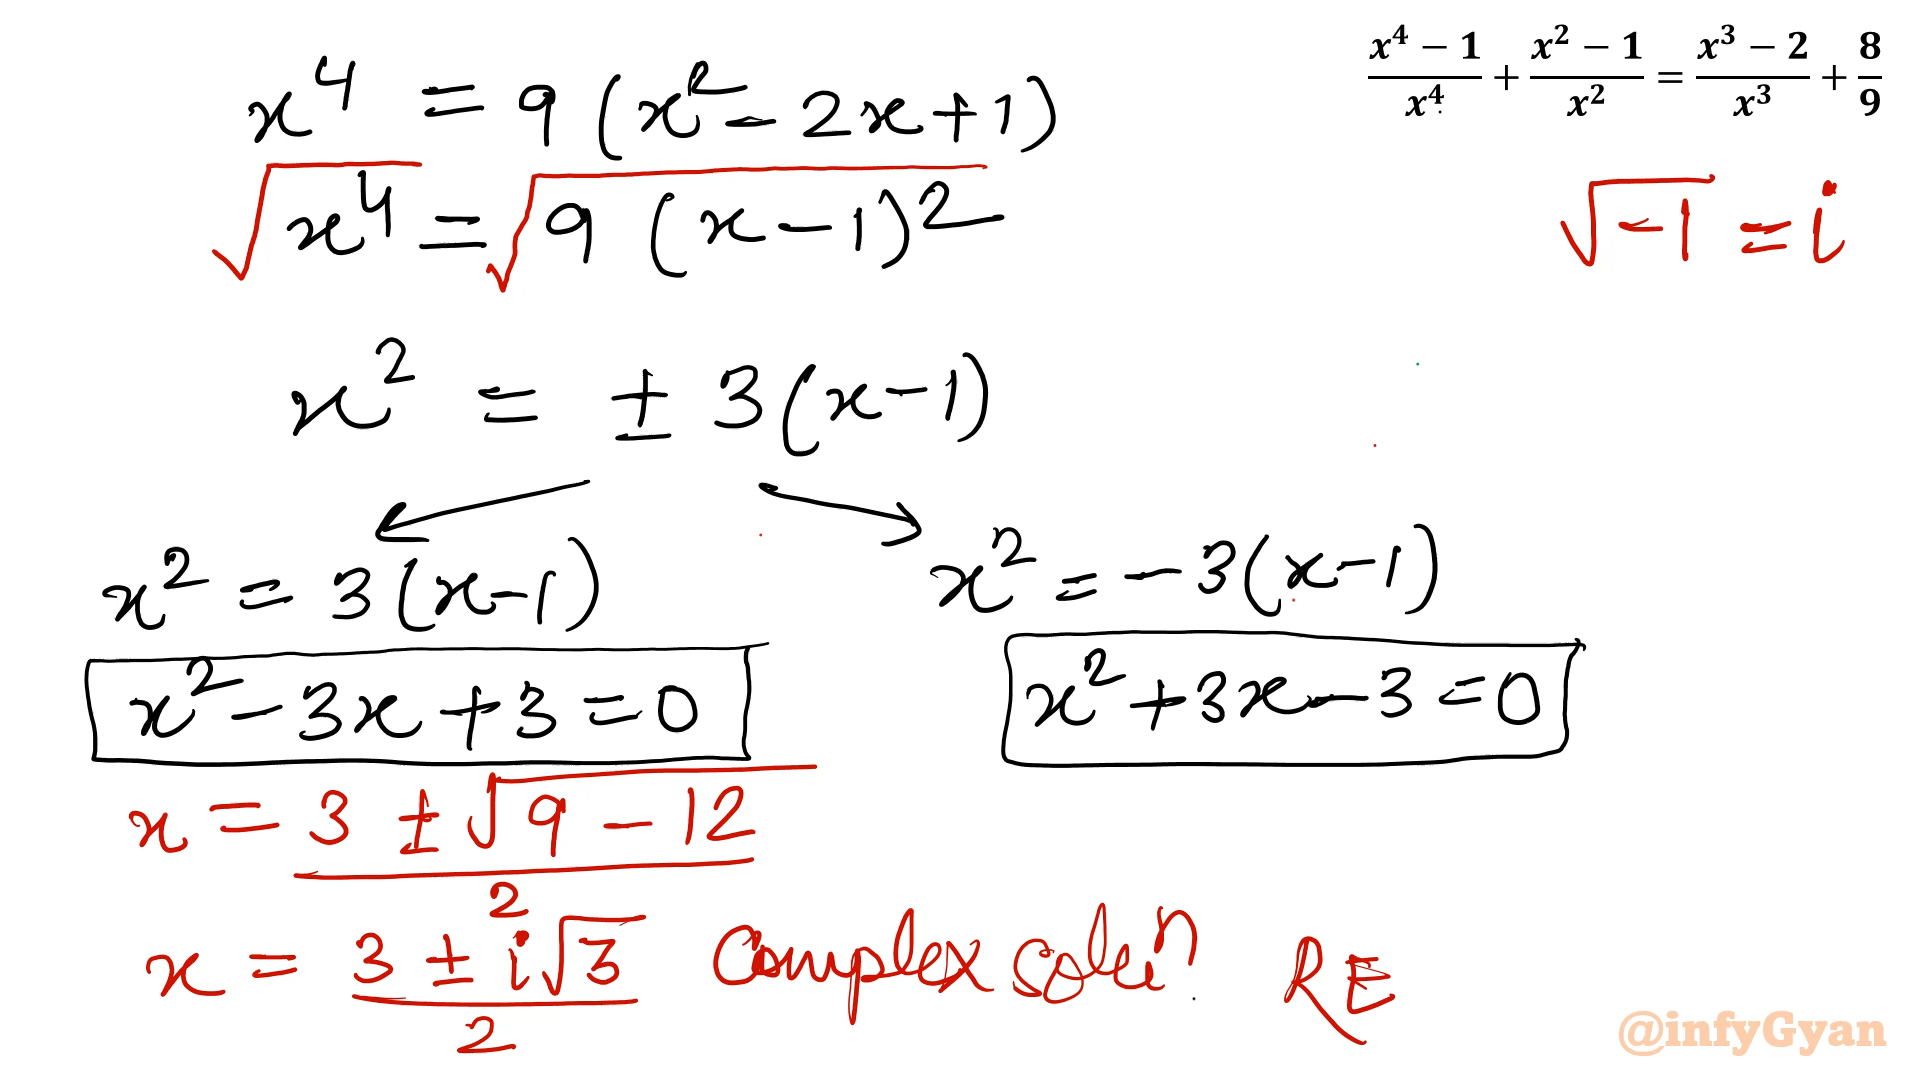 x⁴ = 9 (x² - 2x + 1)
(x⁴ - 1)/x⁴ + (x² - 1)/x² = (x³ - 2)/x³ + 8/9
√x⁴ = √9 (x - 1)²
√-1 = i
x² = ± 3(x - 1)
x² = 3(x - 1)
x² = -3(x - 1)
x² - 3x + 3 = 0
x² + 3x - 3 = 0
x = (3 ± √9 - 12)/2
x = (3 ± i√3)/2 Complex solⁿ. RE
@infyGyan